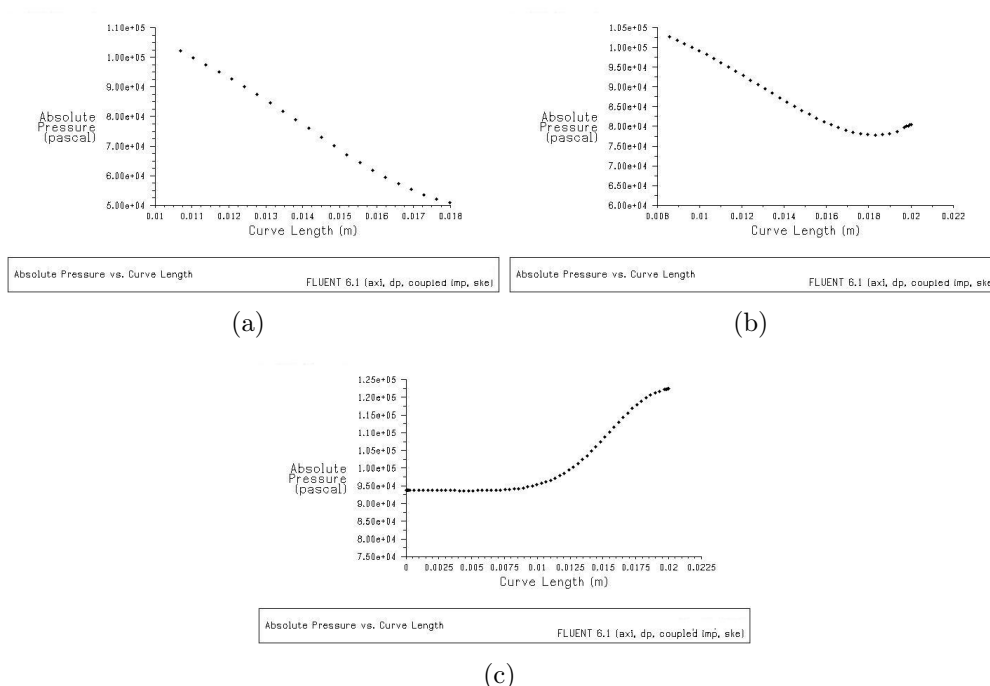 1.10e+05
1.00e+05
9.00e+04
8.00e+04
7.00e+04
6.00e+04
5.00e+04
Absolute
Pressure
(pascal)
0.01 0.011 0.012 0.013 0.014 0.015 0.016 0.017 0.018
Curve Length (m)
Absolute Pressure vs. Curve Length
FLUENT 6.1 (axi, dp, coupled imp, ske)
(a)
1.05e+05
1.00e+05
9.50e+04
9.00e+04
8.50e+04
8.00e+04
7.50e+04
7.00e+04
6.50e+04
6.00e+04
Absolute
Pressure
(pascal)
0.008 0.01 0.012 0.014 0.016 0.018 0.02 0.022
Curve Length (m)
Absolute Pressure vs. Curve Length
FLUENT 6.1 (axi, dp, coupled imp, ske
(b)
1.25e+05
1.20e+05
1.15e+05
1.10e+05
1.05e+05
1.00e+05
9.50e+04
9.00e+04
8.50e+04
8.00e+04
7.50e+04
Absolute
Pressure
(pascal)
0 0.0025 0.005 0.0075 0.01 0.0125 0.015 0.0175 0.02 0.0225
Curve Length (m)
Absolute Pressure vs. Curve Length
FLUENT 6.1 (axi, dp, coupled imp, ske)
(c)